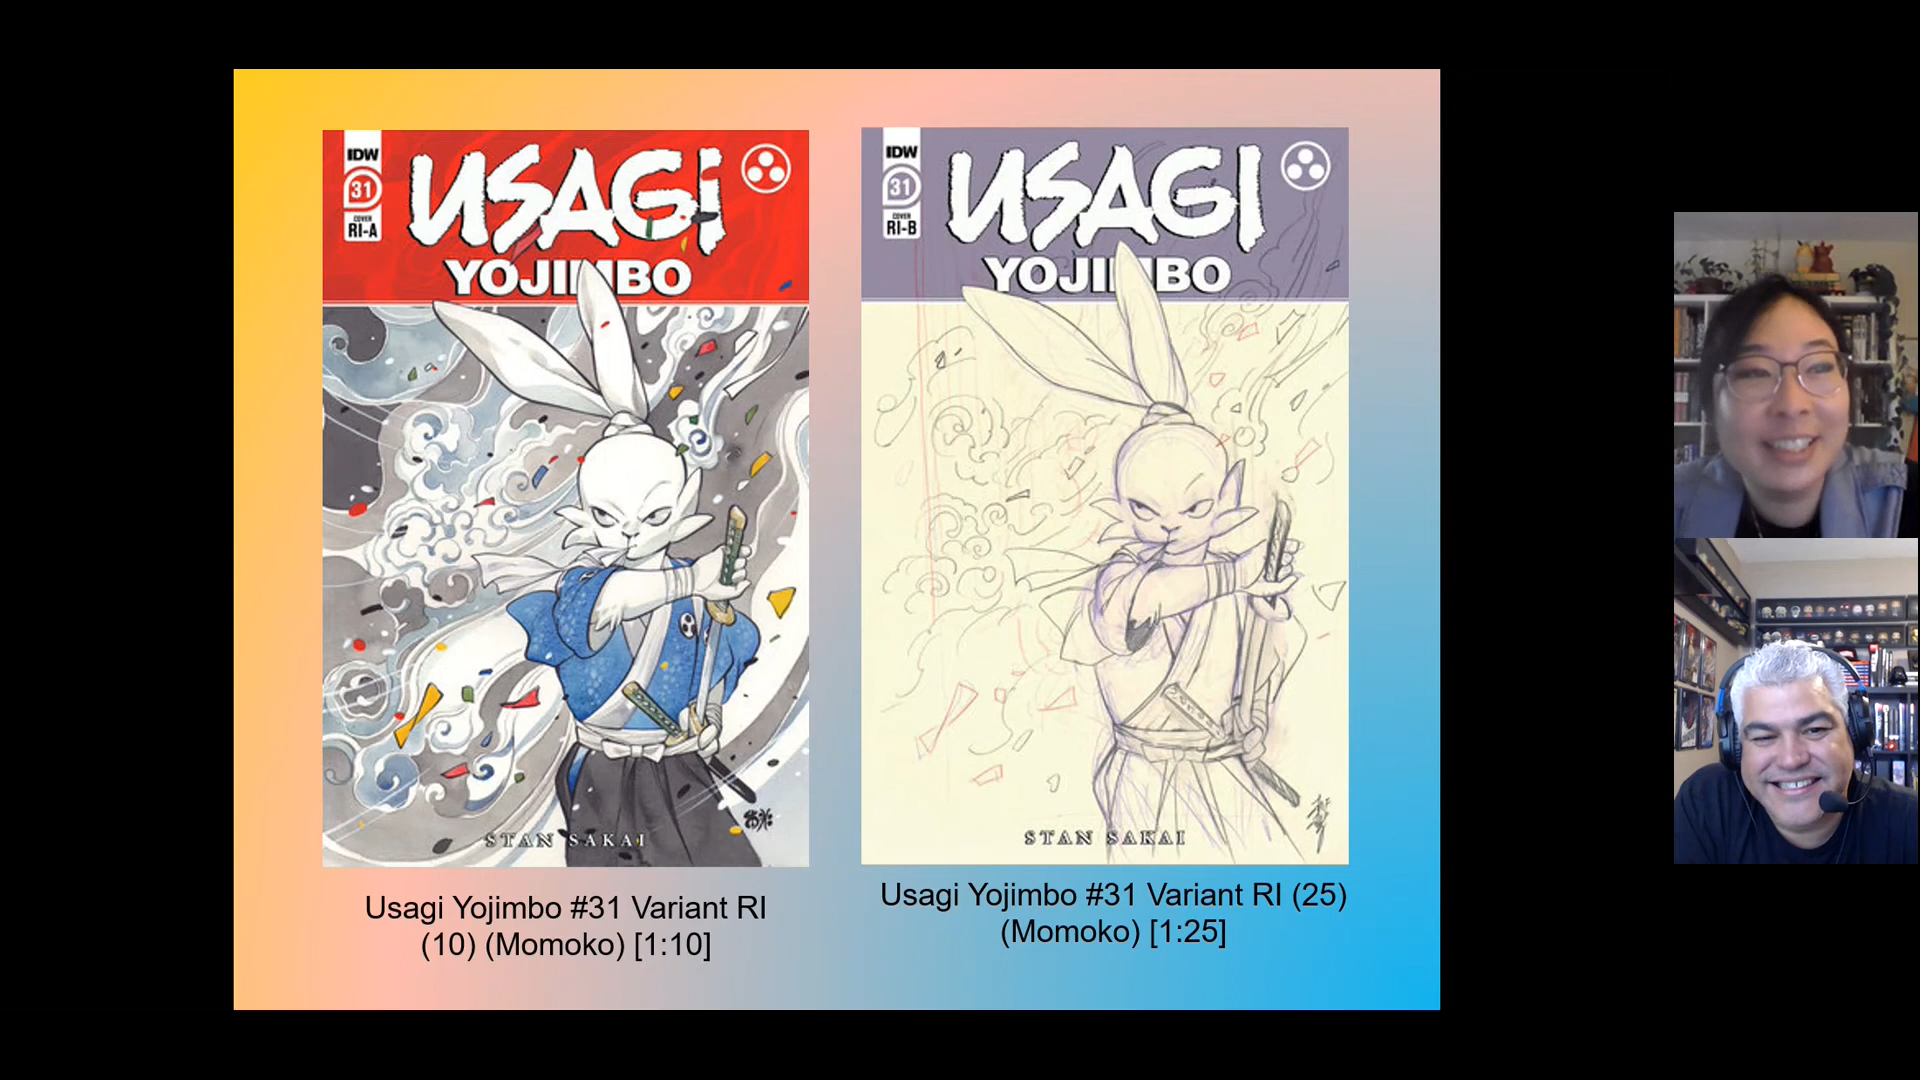 IDW
31
COVER
RI-A
USAGI
YOJIMBO
STAN SAKAI
Usagi Yojimbo #31 Variant RI
(10) (Momoko) [1:10]
IDW
31
COVER
RI-B
USAGI
YOJIMBO
STAN SAKAI
Usagi Yojimbo #31 Variant RI (25)
(Momoko) [1:25]